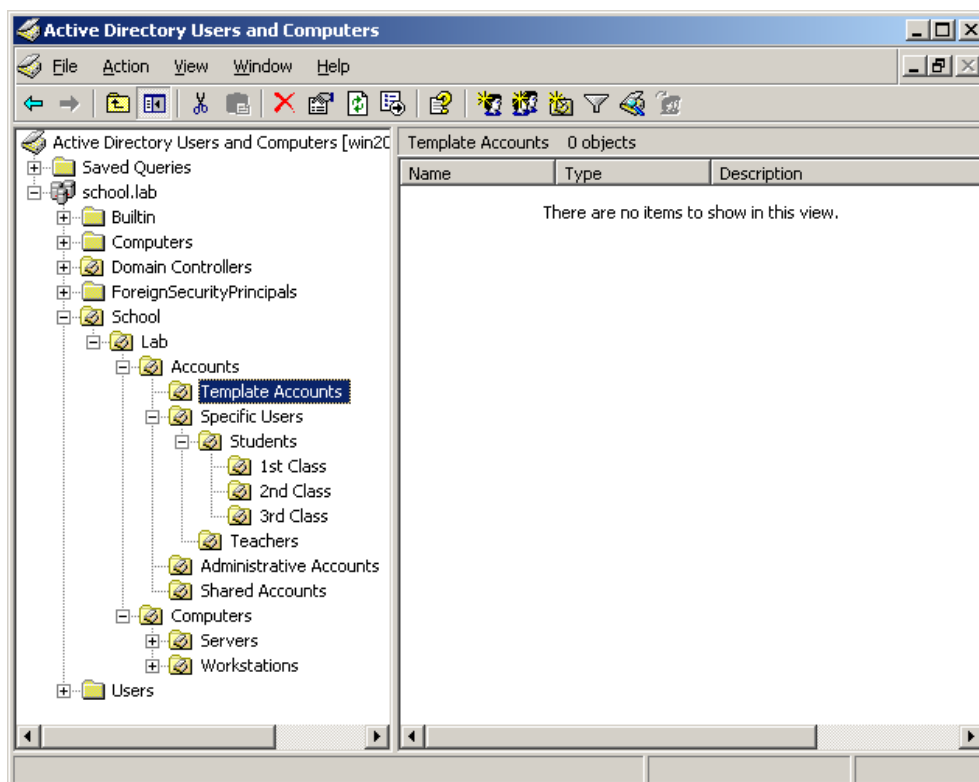 Active Directory Users and Computers
File Action View Window Help
Active Directory Users and Computers [win20
Saved Queries
school.lab
Builtin
Computers
Domain Controllers
ForeignSecurityPrincipals
School
Lab
Accounts
Template Accounts
Specific Users
Students
1st Class
2nd Class
3rd Class
Teachers
Administrative Accounts
Shared Accounts
Computers
Servers
Workstations
Users
Template Accounts 0 objects
Name Type Description
There are no items to show in this view.